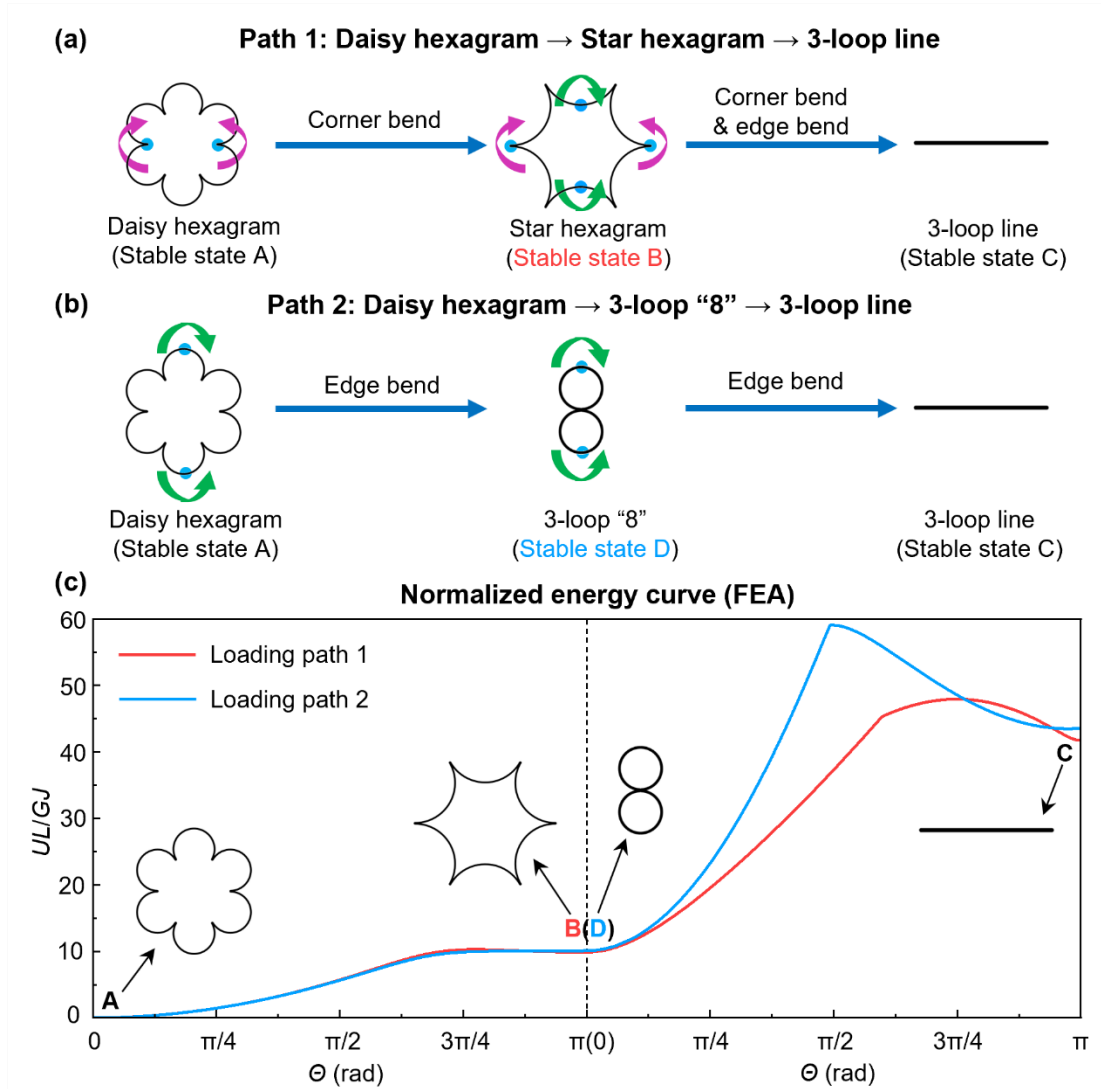 (a) Path 1: Daisy hexagram → Star hexagram → 3-loop line
Corner bend
Corner bend
& edge bend
Daisy hexagram
(Stable state A)
Star hexagram
(Stable state B)
3-loop line
(Stable state C)
(b) Path 2: Daisy hexagram → 3-loop “8” → 3-loop line
Edge bend
Edge bend
Daisy hexagram
(Stable state A)
3-loop “8”
(Stable state D)
3-loop line
(Stable state C)
(c) Normalized energy curve (FEA)
60
50
40
30
20
10
0
UL/GJ
Loading path 1
Loading path 2
A
B(D)
C
0 π/4 π/2 3π/4 π(0) π/4 π/2 3π/4 π
Θ (rad) Θ (rad)